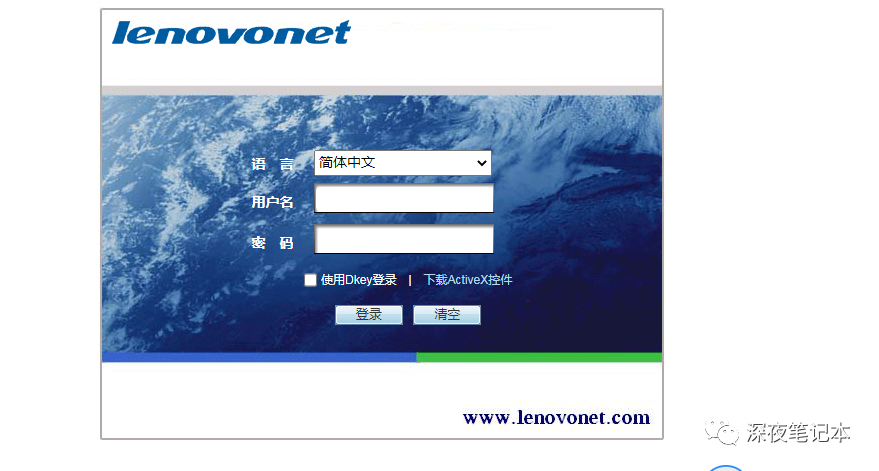 lenovonet
语 言 简体中文
用户名
密 码
使用Dkey登录 | 下载ActiveX控件
登录 清空
www.lenovonet.com
深夜笔记本